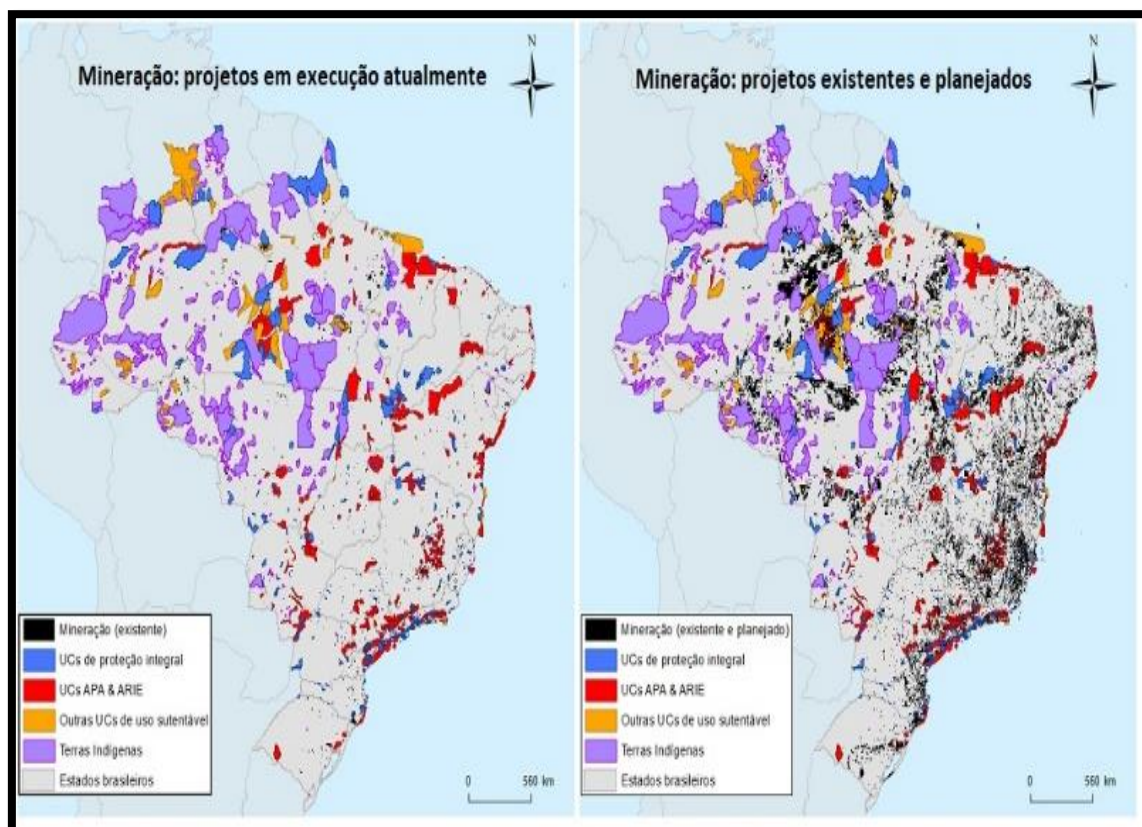 Mineração: projetos em execução atualmente
N
Mineração (existente)
UCs de proteção integral
UCs APA & ARIE
Outras UCs de uso sutentável
Terras Indígenas
Estados brasileiros
0 560 km
Mineração: projetos existentes e planejados
N
Mineração (existente e planejado)
UCs de proteção integral
UCs APA & ARIE
Outras UCs de uso sutentável
Terras Indígenas
Estados brasileiros
0 560 km